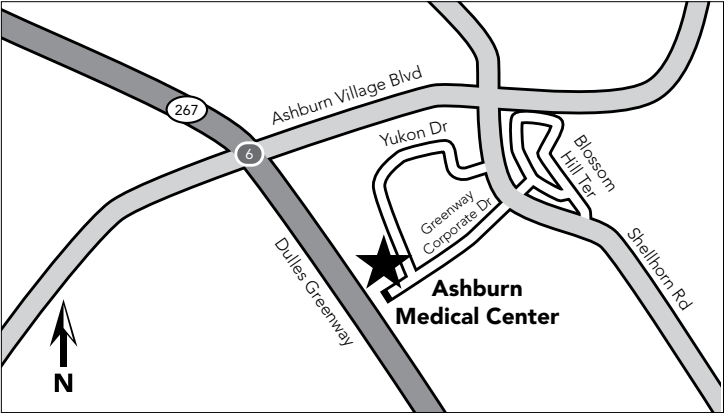 Ashburn Village Blvd
267
Yukon Dr
6
Blossom
Hill Ter
Greenway
Corporate Dr
Shellhorn Rd
Dulles Greenway
Ashburn
Medical Center
N